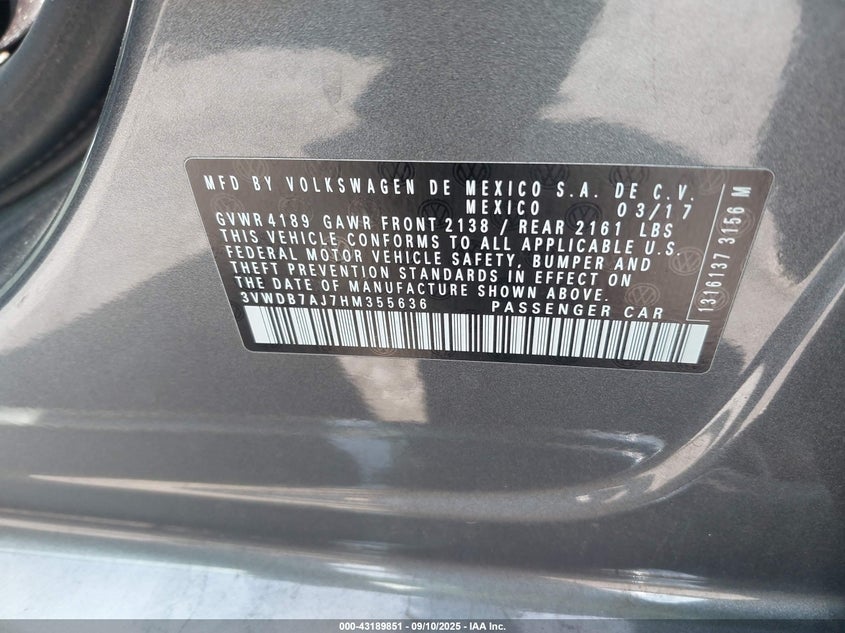 MFD BY VOLKSWAGEN DE MEXICO S.A. DE C.V.
MEXICO 03/17
GVWR 4189 GAWR FRONT 2138 / REAR 2161 LBS
THIS VEHICLE CONFORMS TO ALL APPLICABLE U.S.
FEDERAL MOTOR VEHICLE SAFETY, BUMPER AND
THEFT PREVENTION STANDARDS IN EFFECT ON
THE DATE OF MANUFACTURE SHOWN ABOVE.
3VWDB7AJ7HM355636 PASSENGER CAR
1316137 3156 M
000-43189851 - 09/10/2025 - IAA Inc.